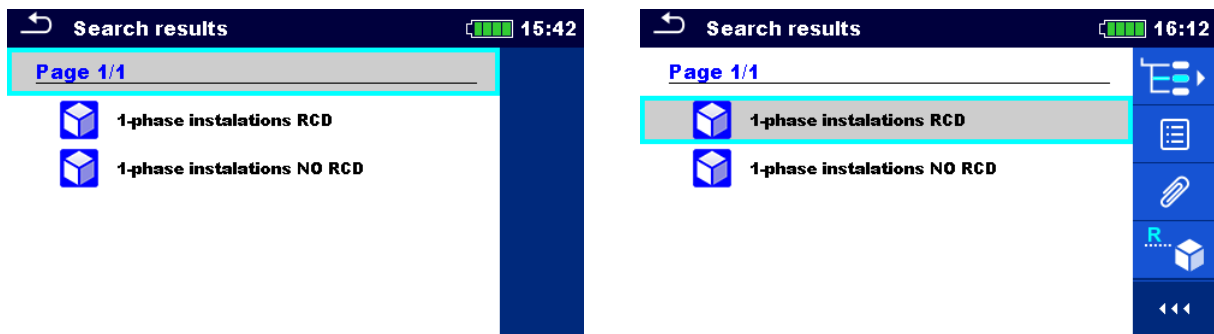 Search results 15:42
Page 1/1
1-phase instalations RCD
1-phase instalations NO RCD
Search results 16:12
Page 1/1
1-phase instalations RCD
1-phase instalations NO RCD
R